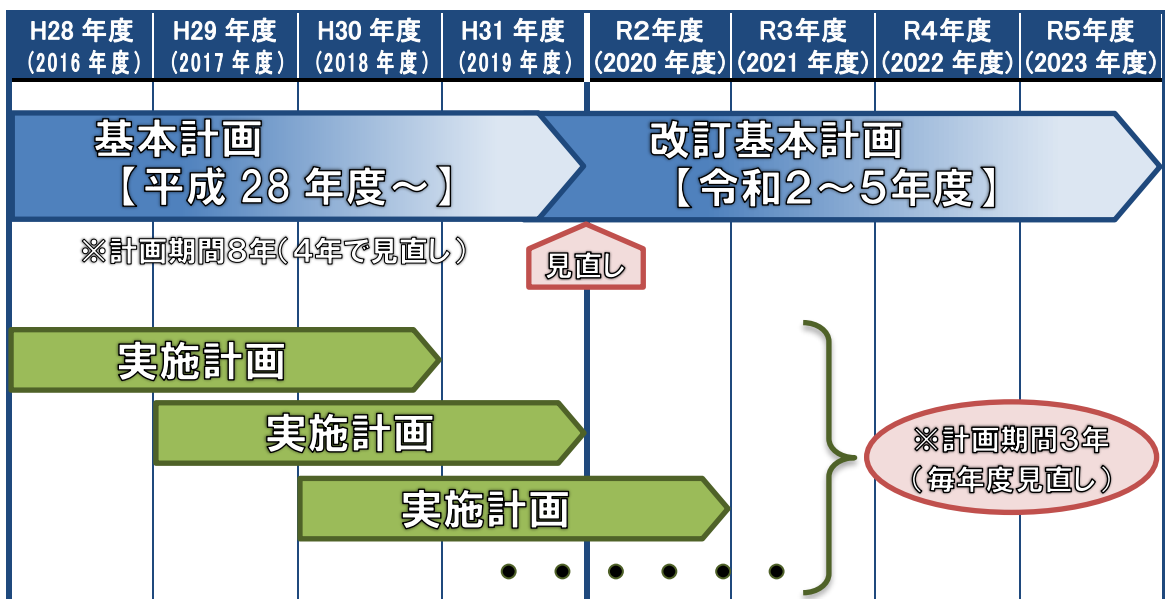 H28 年度 H29 年度 H30 年度 H31 年度 R2年度 R3年度 R4年度 R5年度
(2016 年度) (2017 年度) (2018 年度) (2019 年度) (2020 年度) (2021 年度) (2022 年度) (2023 年度)
基本計画
【平成 28 年度～】
改訂基本計画
【令和２～５年度】
※計画期間８年(４年で見直し)
見直し
実施計画
実施計画
実施計画
※計画期間３年
(毎年度見直し)